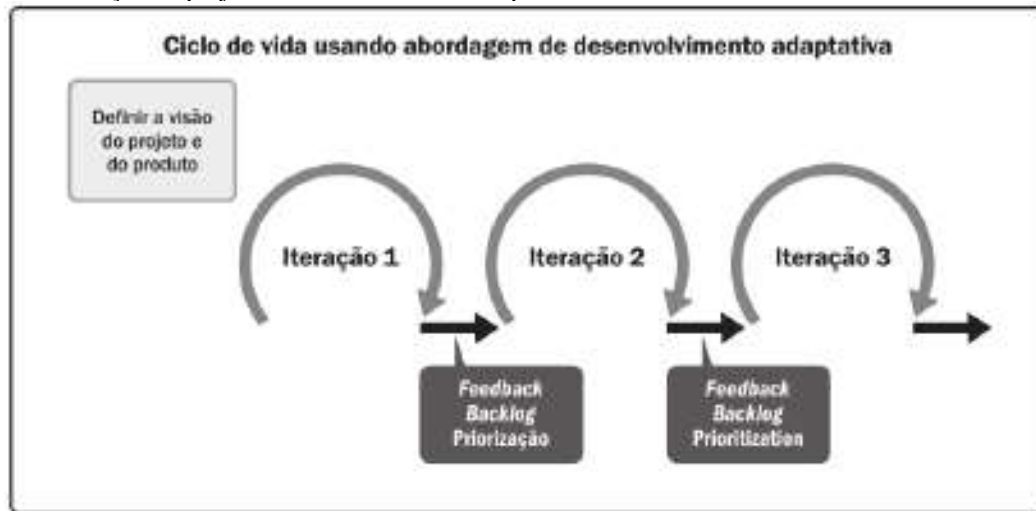 Ciclo de vida usando abordagem de desenvolvimento adaptativa
Definir a visão
do projeto e
do produto
Iteração 1
Iteração 2
Iteração 3
Feedback
Backlog
Priorização
Feedback
Backlog
Prioritization